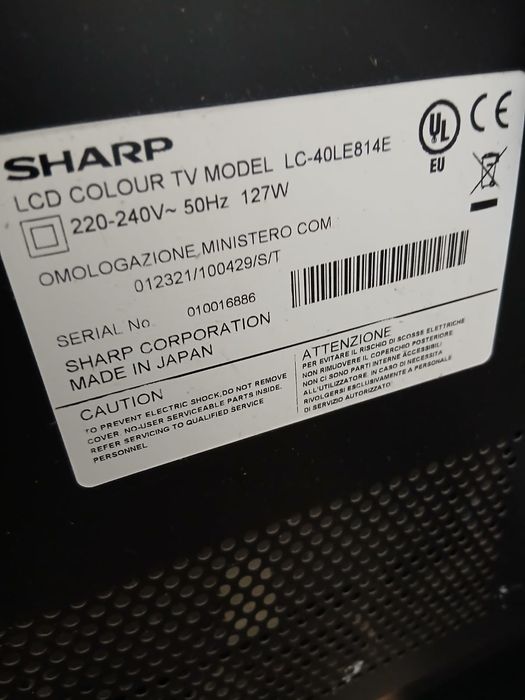 SHARP
LCD COLOUR TV MODEL LC-40LE814E
220-240V~ 50Hz 127W
UL
EU
CE
OMOLOGAZIONE MINISTERO COM
012321/100429/S/T
SERIAL No. 010016886
SHARP CORPORATION
MADE IN JAPAN
CAUTION
TO PREVENT ELECTRIC SHOCK,DO NOT REMOVE
COVER. NO-USER SERVICEABLE PARTS INSIDE.
REFER SERVICING TO QUALIFIED SERVICE
PERSONNEL
ATTENZIONE
PER EVITARE IL RISCHIO DI SCOSSE ELETTRICHE
NON RIMUOVERE IL COPERCHIO POSTERIORE
NON CI SONO PARTI INTERNE ACCESSIBILI
ALL'UTILIZZATORE. IN CASO DI NECESSITA
RIVOLGERSI ESCLUSIVAMENTE A PERSONALE
DI SERVIZIO AUTORIZZATO.